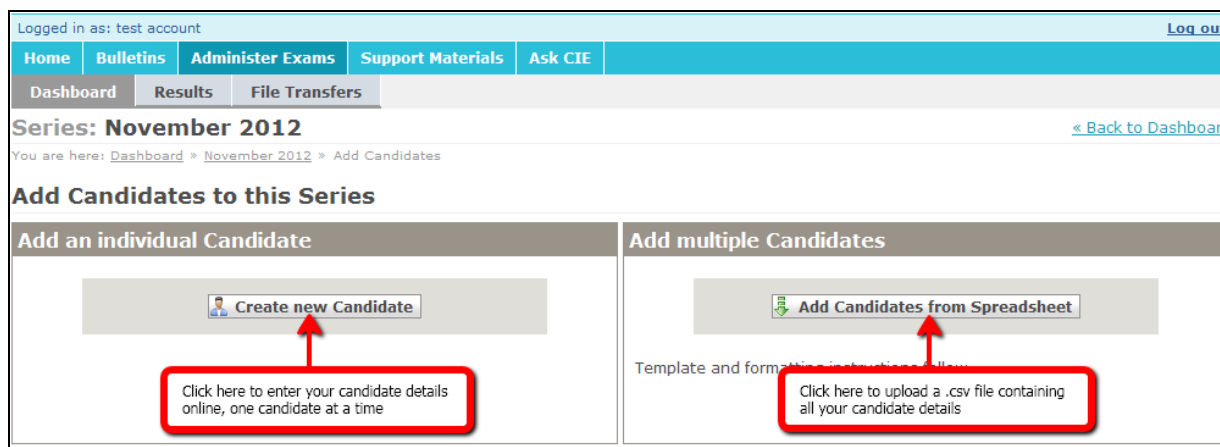 Logged in as: test account Log out
Home Bulletins Administer Exams Support Materials Ask CIE
Dashboard Results File Transfers
Series: November 2012 « Back to Dashboar
You are here: Dashboard » November 2012 » Add Candidates
Add Candidates to this Series
Add an individual Candidate Add multiple Candidates
Create new Candidate Add Candidates from Spreadsheet
Template and formatting instructions follow
Click here to enter your candidate details
online, one candidate at a time
Click here to upload a .csv file containing
all your candidate details